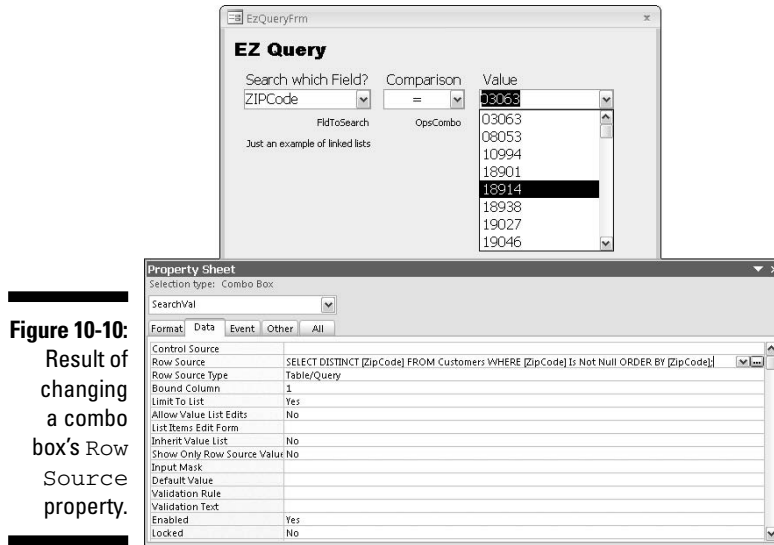 EzQueryFrm
EZ Query
Search which Field? Comparison Value
ZIPCode = 03063
FldToSearch OpsCombo
Just an example of linked lists
03063
08053
10994
18901
18914
18938
19027
19046
Property Sheet
Selection type: Combo Box
SearchVal
Format Data Event Other All
Control Source
Row Source SELECT DISTINCT [ZipCode] FROM Customers WHERE [ZipCode] Is Not Null ORDER BY [ZipCode];
Row Source Type Table/Query
Bound Column 1
Limit To List Yes
Allow Value List Edits No
List Items Edit Form
Inherit Value List No
Show Only Row Source Value No
Input Mask
Default Value
Validation Rule
Validation Text
Enabled Yes
Locked No
Figure 10-10:
Result of
changing
a combo
box's Row
Source
property.